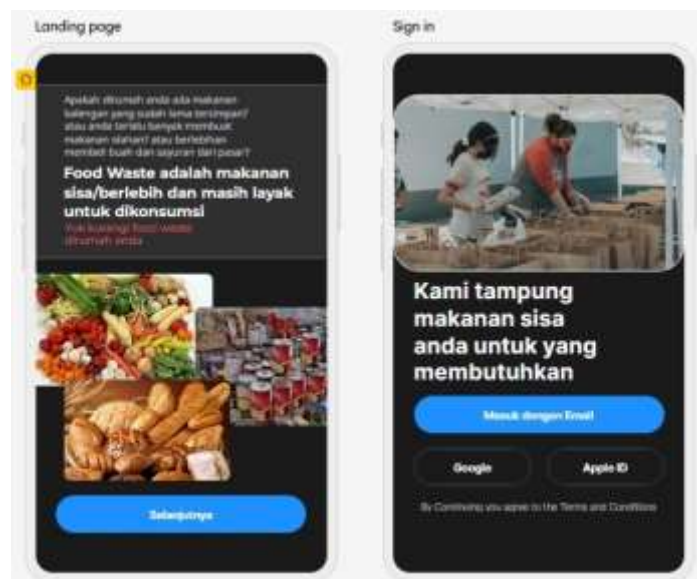 Landing page
Apakah dirumah anda ada makanan
kalengan yang sudah lama tersimpan?
atau anda terlalu banyak membuat
makanan olahan? atau berlebihan
membeli buah dan sayuran dari pasar?
Food Waste adalah makanan
sisa/berlebih dan masih layak
untuk dikonsumsi
Yuk kurangi food waste
dirumah anda
Selanjutnya
Sign in
Kami tampung
makanan sisa
anda untuk yang
membutuhkan
Masuk dengan Email
Google
Apple ID
By Continuing you agree to the Terms and Conditions